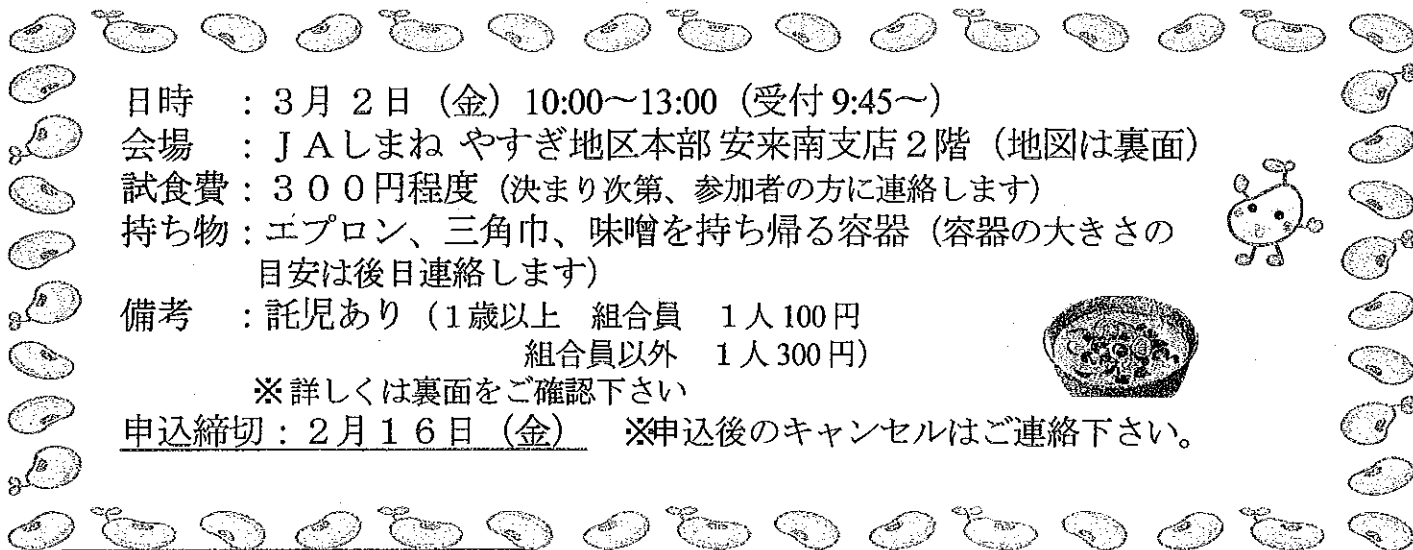 日時　：３月 ２日（金）10:00～13:00（受付 9:45～）
会場　：ＪＡしまね やすぎ地区本部 安来南支店２階（地図は裏面）
試食費：３００円程度（決まり次第、参加者の方に連絡します）
持ち物：エプロン、三角巾、味噌を持ち帰る容器（容器の大きさの
目安は後日連絡します）
備考　：託児あり（１歳以上　組合員　１人 100 円
組合員以外　１人 300 円）
※詳しくは裏面をご確認下さい
申込締切：２月１６日（金）　※申込後のキャンセルはご連絡下さい。